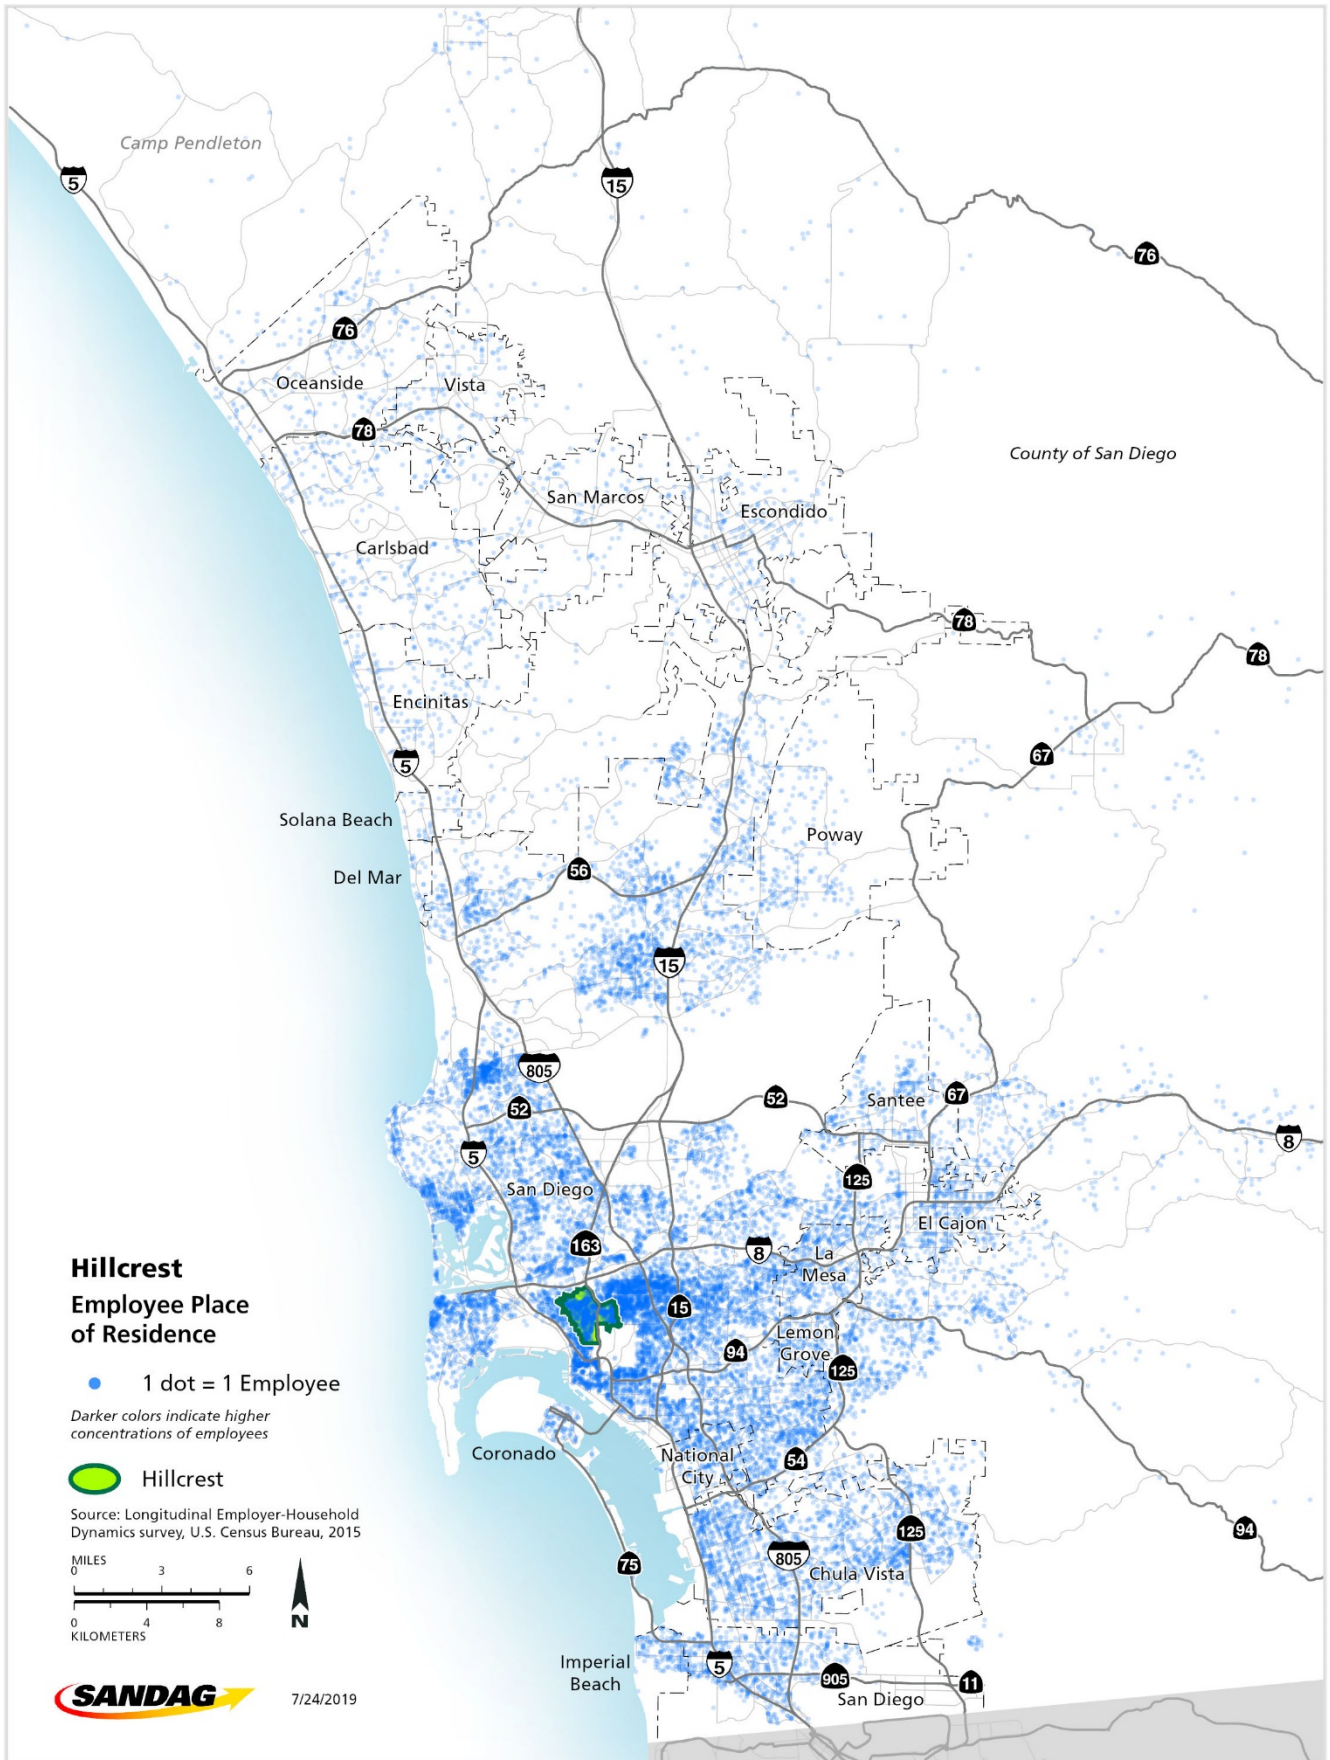 Camp Pendleton
5
15
76
76
Oceanside
Vista
78
County of San Diego
San Marcos
Escondido
Carlsbad
78
78
Encinitas
67
5
Solana Beach
Poway
56
Del Mar
15
805
52
52
67
Santee
5
8
125
San Diego
El Cajon
163
8
La
Mesa
15
Lemon
Grove
94
125
Coronado
National
City
54
125
94
805
75
Chula Vista
Imperial
Beach
5
905
11
San Diego
Hillcrest
Employee Place
of Residence
1 dot = 1 Employee
Darker colors indicate higher
concentrations of employees
Hillcrest
Source: Longitudinal Employer-Household
Dynamics survey, U.S. Census Bureau, 2015
MILES
0 3 6
0 4 8
KILOMETERS
N
SANDAG
7/24/2019